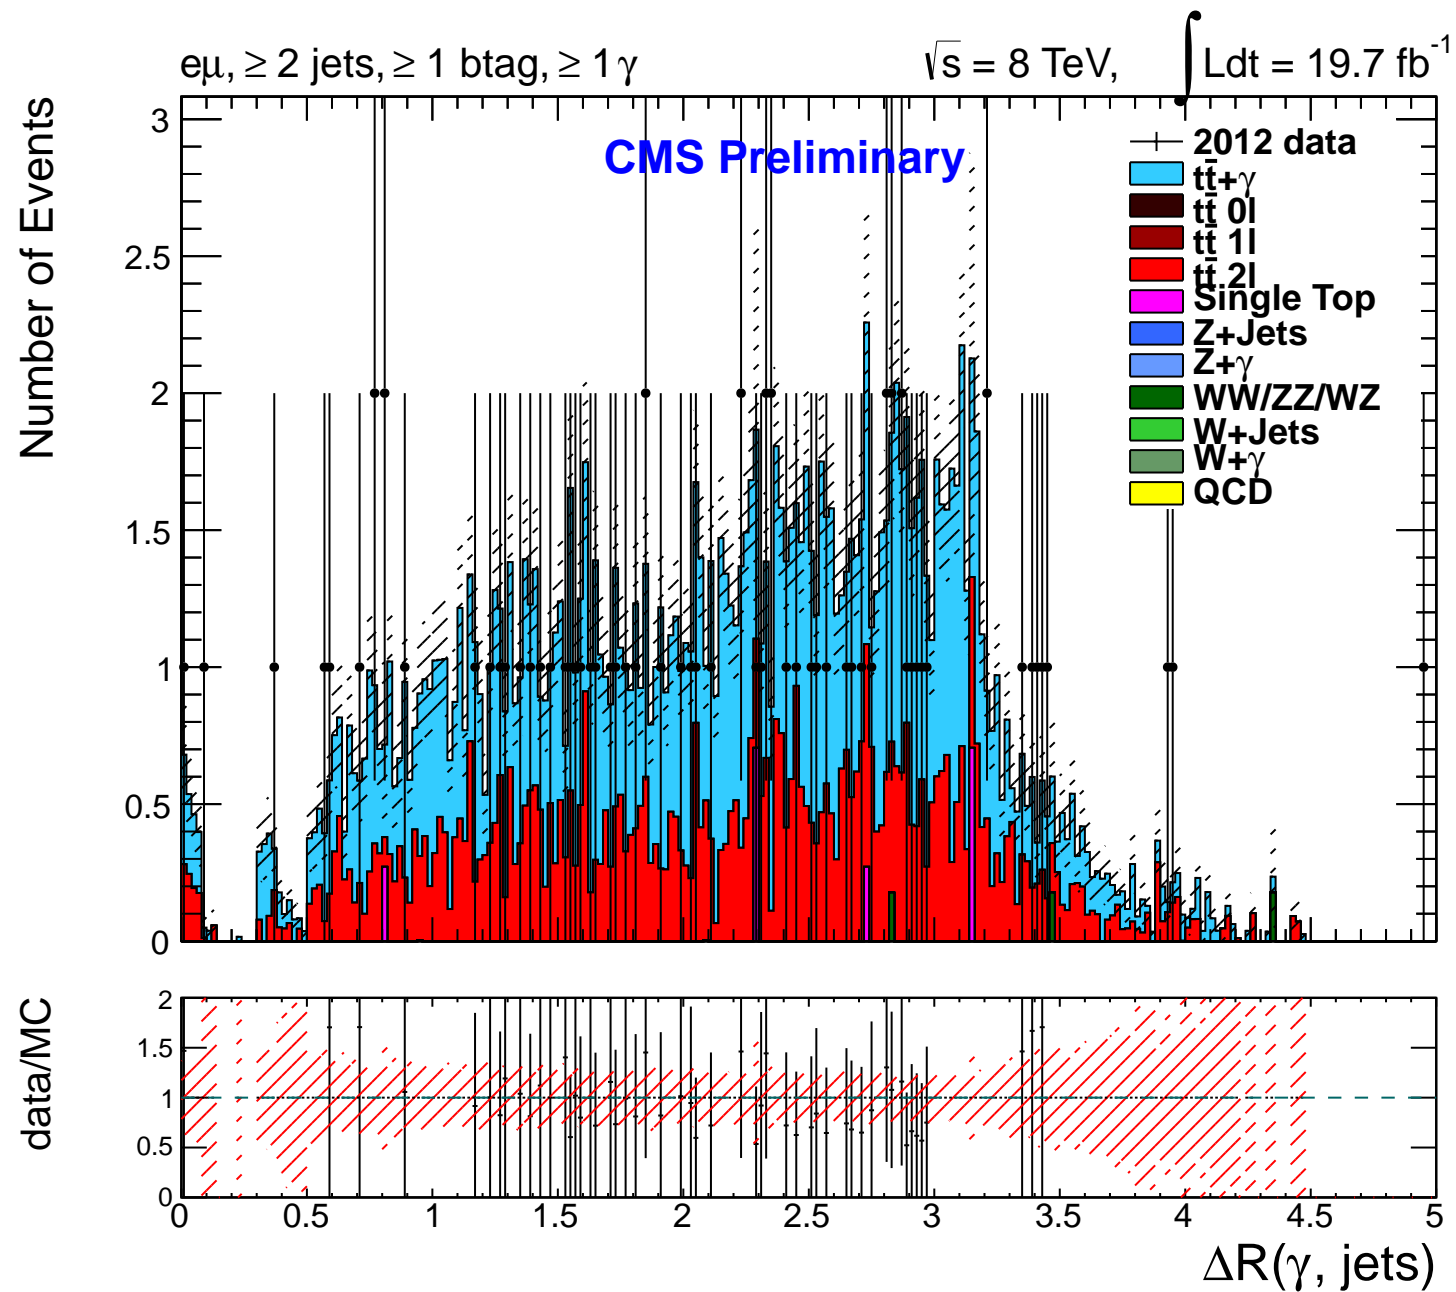 eμ, ≥ 2 jets, ≥ 1 btag, ≥ 1 γ
√s = 8 TeV, ∫ Ldt = 19.7 fb⁻¹
CMS Preliminary
2012 data
tt̄+γ
tt̄ 0l
tt̄ 1l
tt̄ 2l
Single Top
Z+Jets
Z+γ
WW/ZZ/WZ
W+Jets
W+γ
QCD
Number of Events
3
2.5
2
1.5
1
0.5
0
data/MC
2
1.5
1
0.5
0
0 0.5 1 1.5 2 2.5 3 3.5 4 4.5 5
ΔR(γ, jets)